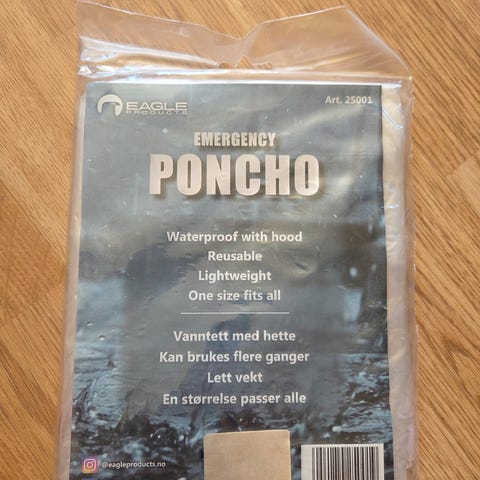 EAGLE
PRODUCTS
Art. 25001
EMERGENCY
PONCHO
Waterproof with hood
Reusable
Lightweight
One size fits all
Vanntett med hette
Kan brukes flere ganger
Lett vekt
En størrelse passer alle
@eagleproducts.no